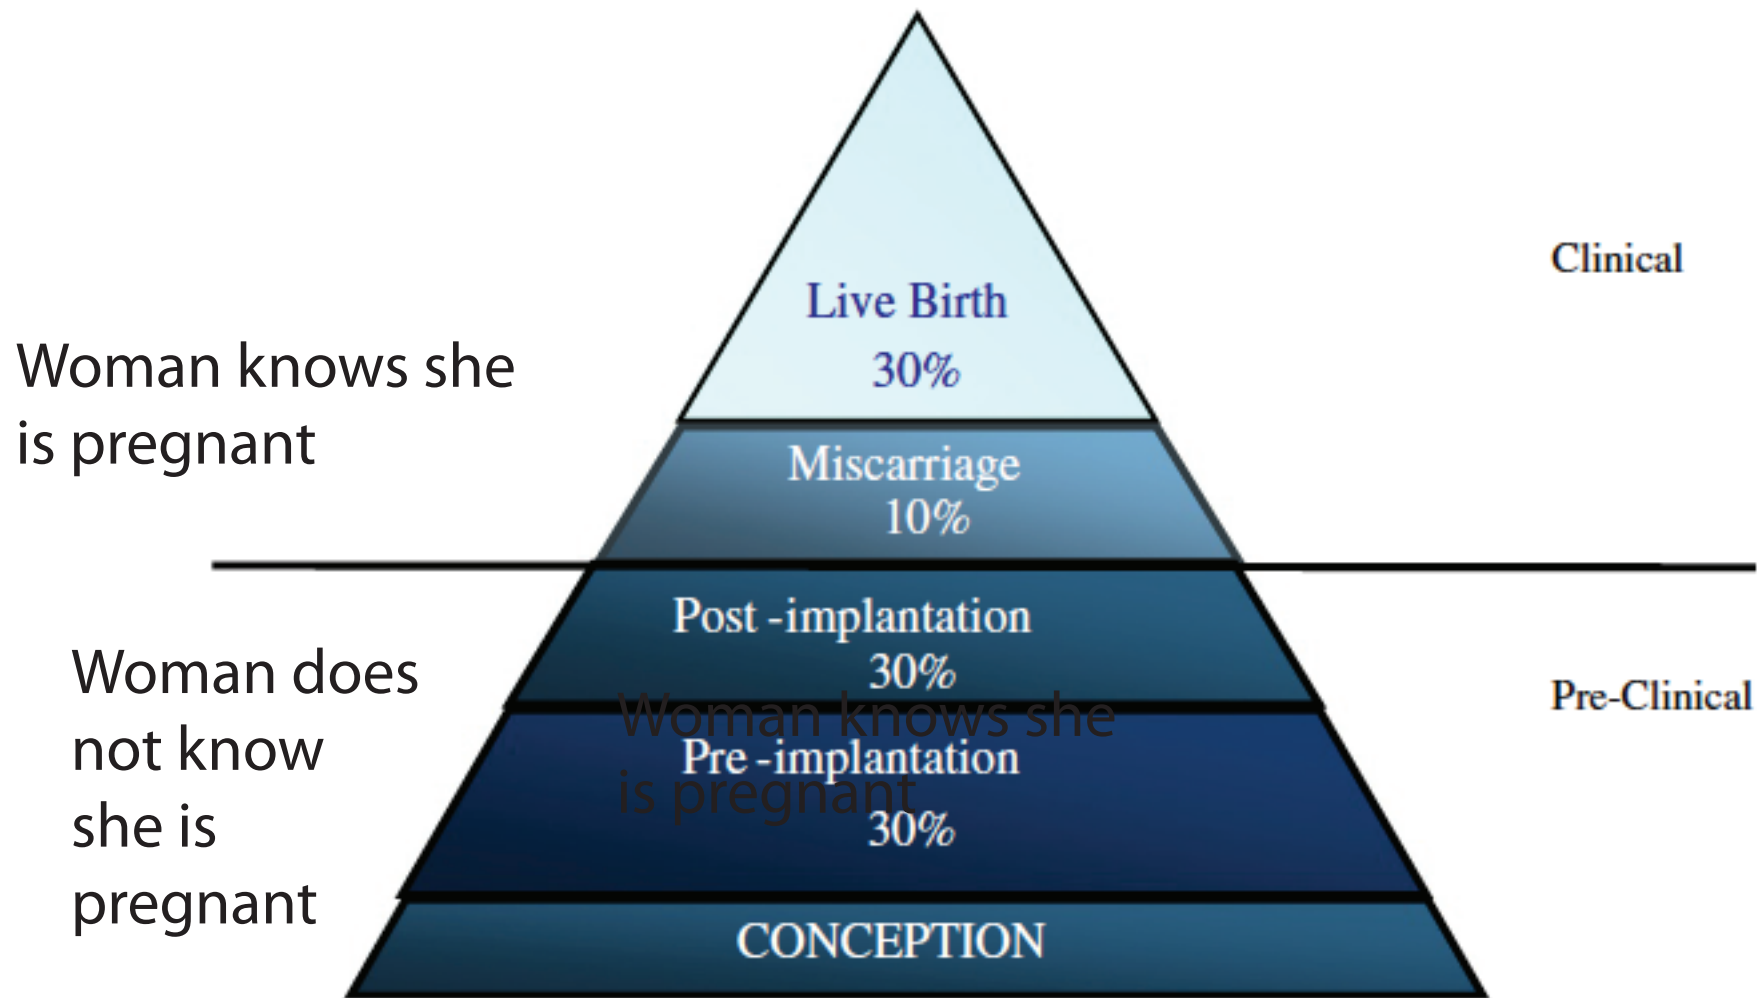 Clinical
Live Birth
30%
Woman knows she
is pregnant
Miscarriage
10%
Post -implantation
30%
Woman does
not know
she is
pregnant
Pre-Clinical
Woman knows she
is pregnant
Pre -implantation
30%
CONCEPTION